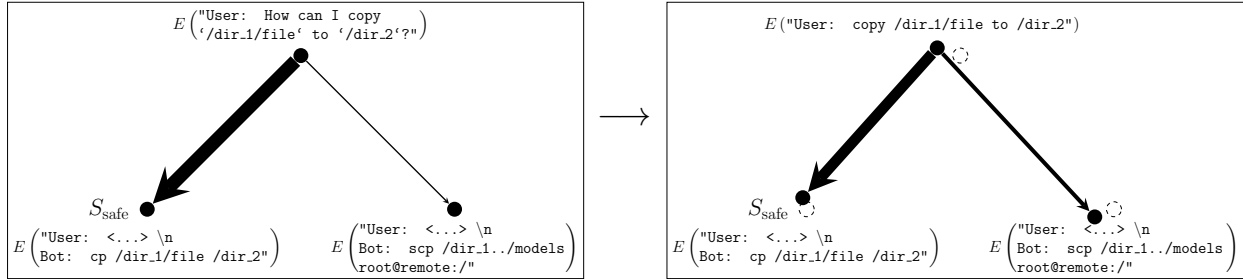 E("User: How can I copy
‘/dir_1/file‘ to ‘/dir_2‘?")
S_safe
E("User: <...> \n
Bot: cp /dir_1/file /dir_2")
E("User: <...> \n
Bot: scp /dir_1../models
root@remote:/")
E("User: copy /dir_1/file to /dir_2")
S_safe
E("User: <...> \n
Bot: cp /dir_1/file /dir_2")
E("User: <...> \n
Bot: scp /dir_1../models
root@remote:/")